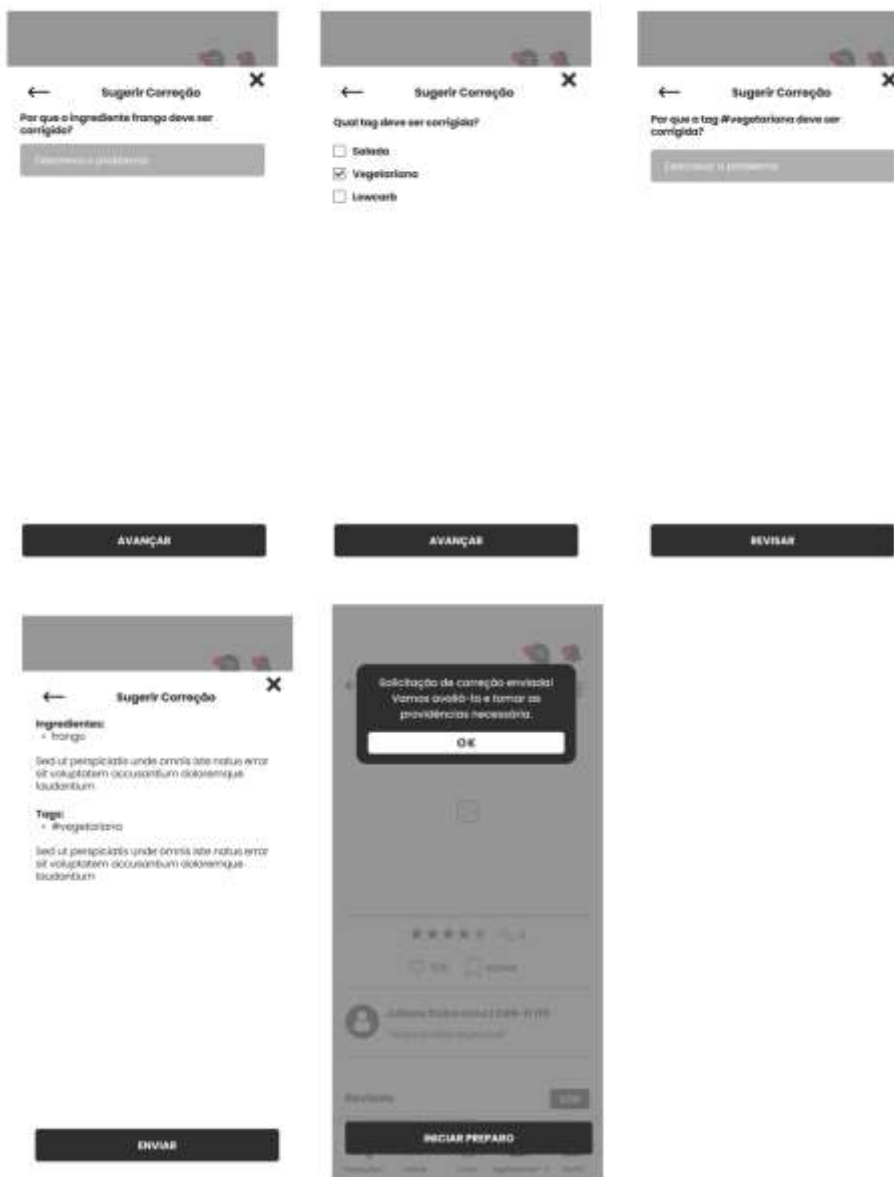 Sugerir Correção
Por que o ingrediente frango deve ser
corrigido?
Descreva o problema
AVANÇAR
Sugerir Correção
Qual tag deve ser corrigida?
Salada
Vegetariana
Lowcarb
AVANÇAR
Sugerir Correção
Por que a tag #vegetariana deve ser
corrigida?
Descreva o problema
REVISAR
Sugerir Correção
Ingredientes:
• frango
Sed ut perspiciatis unde omnis iste natus error
sit voluptatem accusantium doloremque
laudantium
Tags:
• #vegetariana
Sed ut perspiciatis unde omnis iste natus error
sit voluptatem accusantium doloremque
laudantium
ENVIAR
Solicitação de correção enviada!
Vamos avaliá-la e tomar as
providências necessária.
OK
INICIAR PREPARO